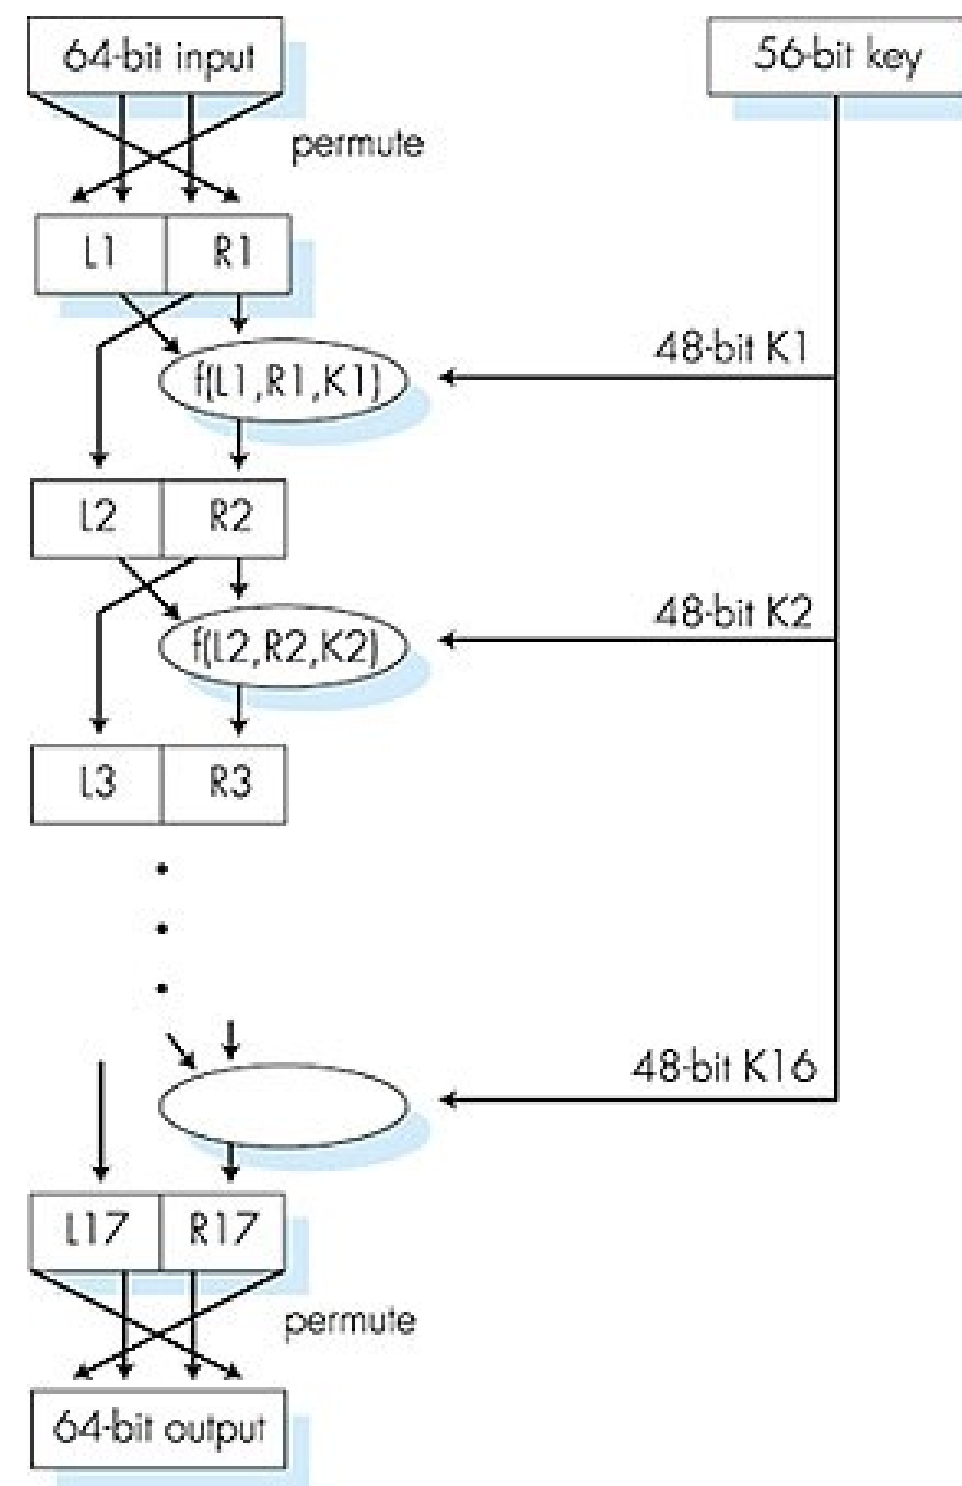 64-bit input
56-bit key
permute
L1 R1
48-bit K1
f(L1,R1,K1)
L2 R2
48-bit K2
f(L2,R2,K2)
L3 R3
48-bit K16
L17 R17
permute
64-bit output